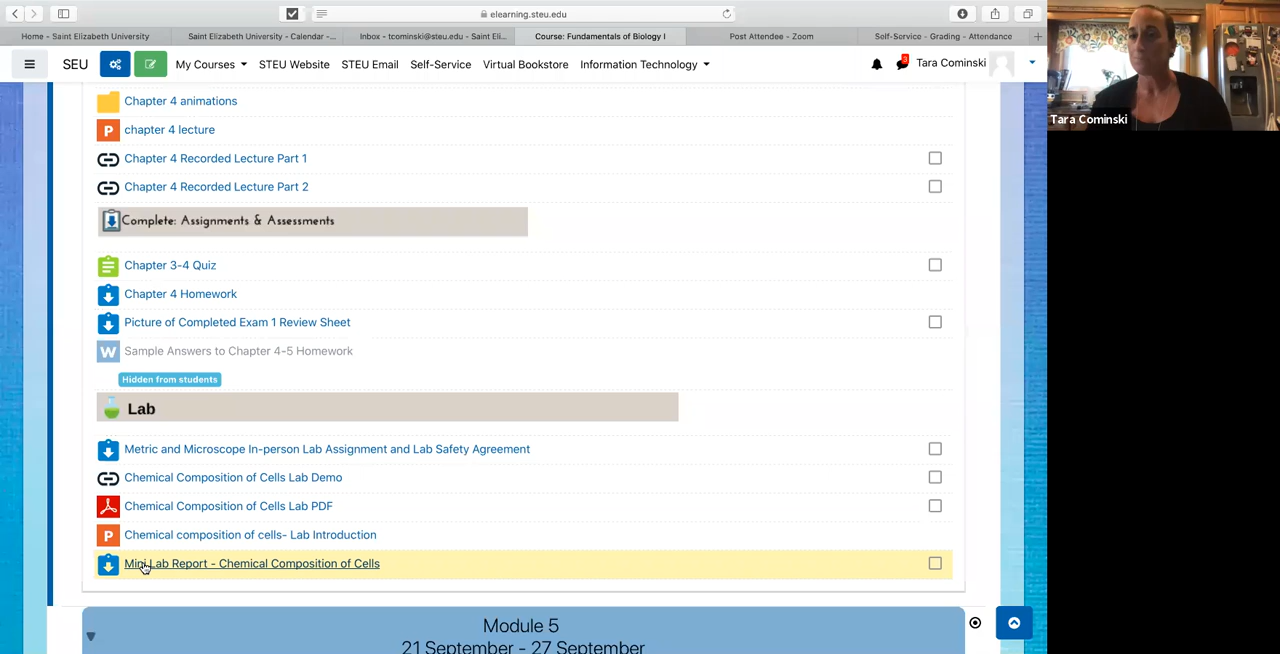 elearning.steu.edu
Home - Saint Elizabeth University
Saint Elizabeth University - Calendar -...
Inbox - tcominski@steu.edu - Saint Eli...
Course: Fundamentals of Biology I
Post Attendee - Zoom
Self-Service - Grading - Attendance
SEU
My Courses
STEU Website
STEU Email
Self-Service
Virtual Bookstore
Information Technology
3
Tara Cominski
Tara Cominski
Chapter 4 animations
P chapter 4 lecture
Chapter 4 Recorded Lecture Part 1
Chapter 4 Recorded Lecture Part 2
Complete: Assignments & Assessments
Chapter 3-4 Quiz
Chapter 4 Homework
Picture of Completed Exam 1 Review Sheet
W Sample Answers to Chapter 4-5 Homework
Hidden from students
Lab
Metric and Microscope In-person Lab Assignment and Lab Safety Agreement
Chemical Composition of Cells Lab Demo
Chemical Composition of Cells Lab PDF
P Chemical composition of cells- Lab Introduction
Mini Lab Report - Chemical Composition of Cells
Module 5
21 September - 27 September